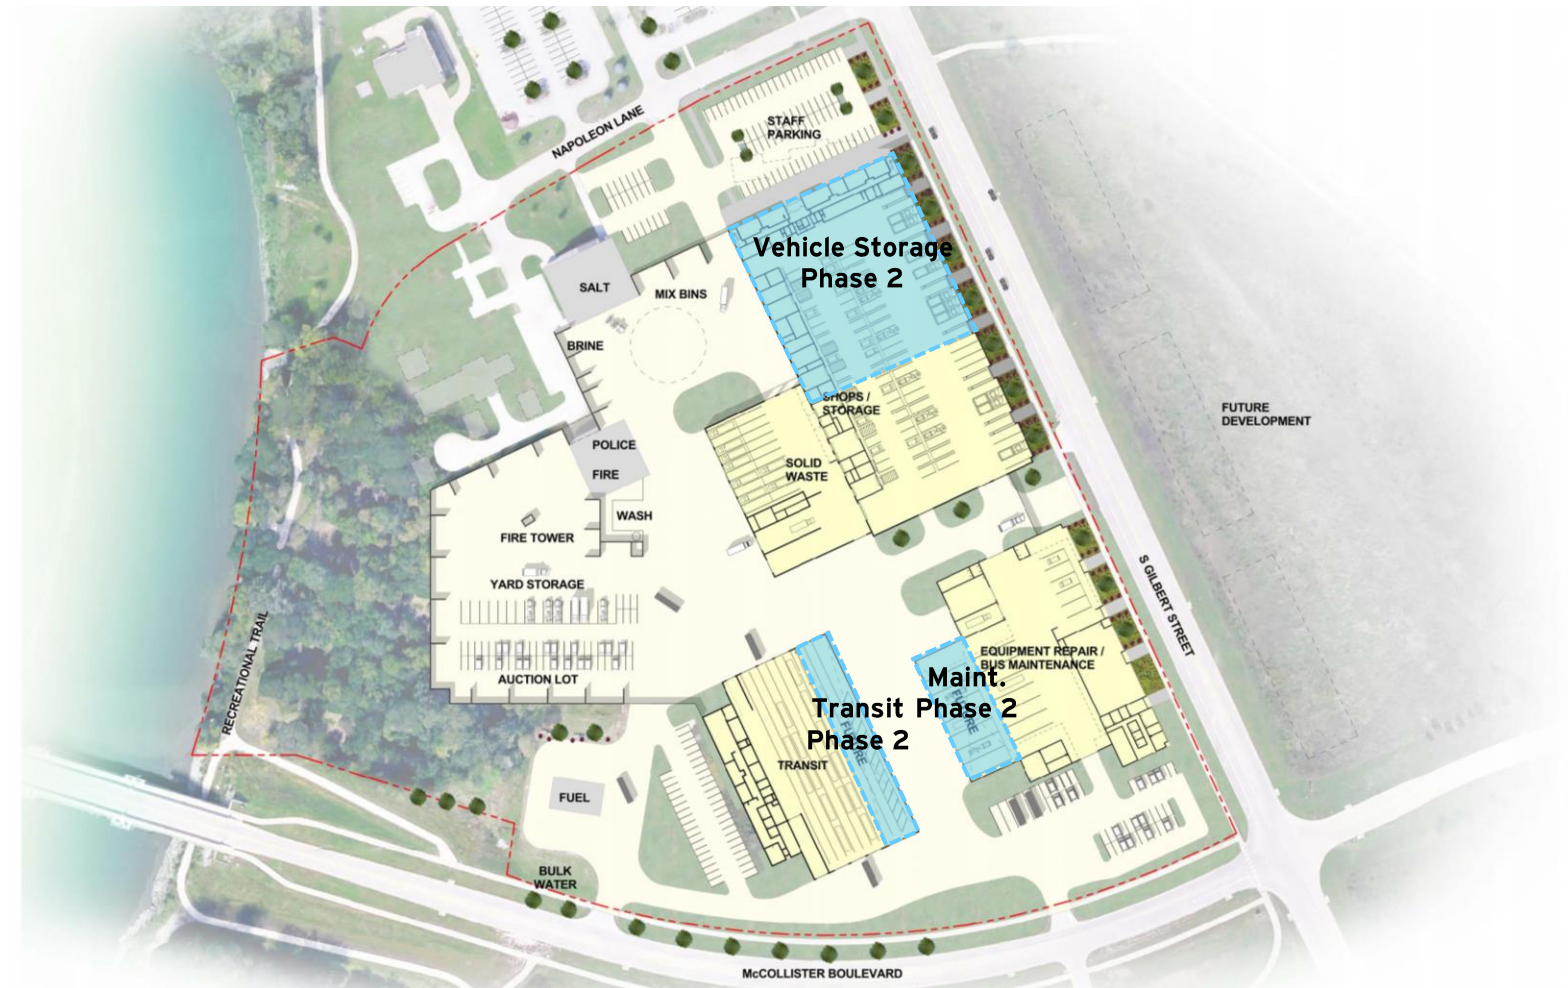 NAPOLEON LANE
STAFF
PARKING
Vehicle Storage
Phase 2
SALT
MIX BINS
BRINE
SHOPS /
STORAGE
FUTURE
DEVELOPMENT
POLICE
FIRE
SOLID
WASTE
WASH
FIRE TOWER
YARD STORAGE
S GILBERT STREET
RECREATIONAL TRAIL
EQUIPMENT REPAIR /
BUS MAINTENANCE
AUCTION LOT
Maint.
Phase 2
FUTURE
Transit
Phase 2
FUTURE
TRANSIT
FUEL
BULK
WATER
McCOLLISTER BOULEVARD